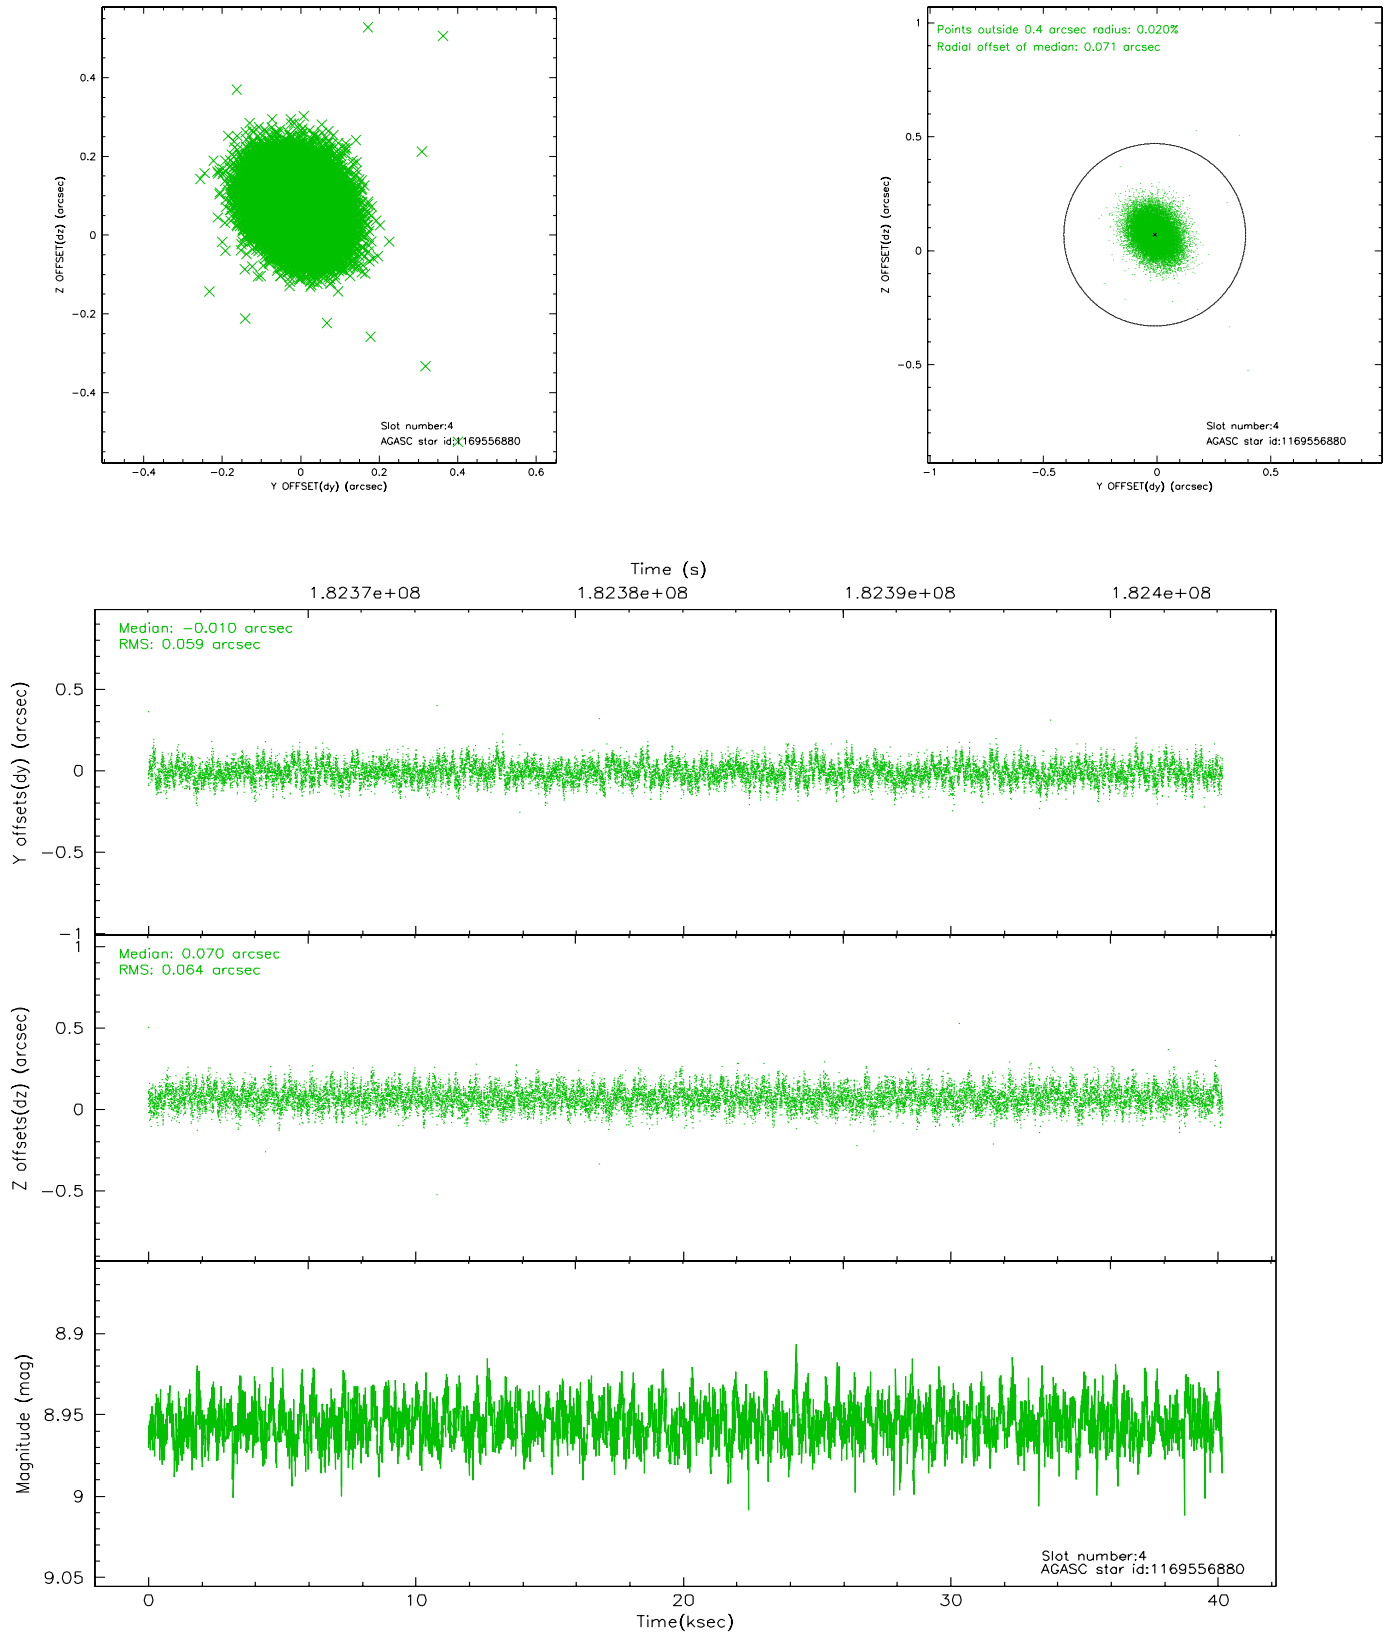 0.4
0.2
0
−0.2
−0.4
Z OFFSET(dz) (arcsec)
Slot number:4
AGASC star id:1169556880
−0.4 −0.2 0 0.2 0.4 0.6
Y OFFSET(dy) (arcsec)
Points outside 0.4 arcsec radius: 0.020%
Radial offset of median: 0.071 arcsec
1
0.5
0
−0.5
Z OFFSET(dz) (arcsec)
Slot number:4
AGASC star id:1169556880
−1 −0.5 0 0.5
Y OFFSET(dy) (arcsec)
Time (s)
1.8237e+08 1.8238e+08 1.8239e+08 1.824e+08
Median: −0.010 arcsec
RMS: 0.059 arcsec
0.5
0
−0.5
−1
Y offsets(dy) (arcsec)
Median: 0.070 arcsec
RMS: 0.064 arcsec
1
0.5
0
−0.5
Z offsets(dz) (arcsec)
8.9
8.95
9
9.05
Magnitude (mag)
Slot number:4
AGASC star id:1169556880
0 10 20 30 40
Time(ksec)